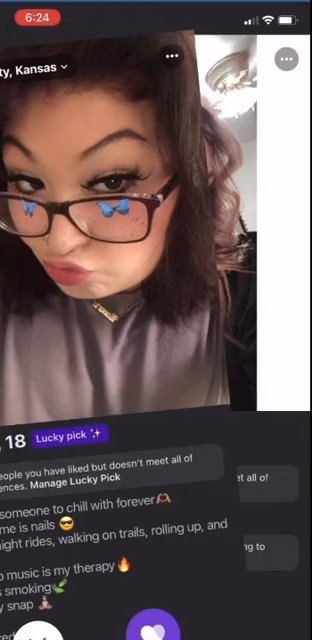 6:24
ty, Kansas
, 18 Lucky pick
eople you have liked but doesn't meet all of
ences. Manage Lucky Pick
et all of
someone to chill with forever🫶🏽
me is nails 😎
ight rides, walking on trails, rolling up, and
ng to
o music is my therapy🔥
s smoking🍃
y snap